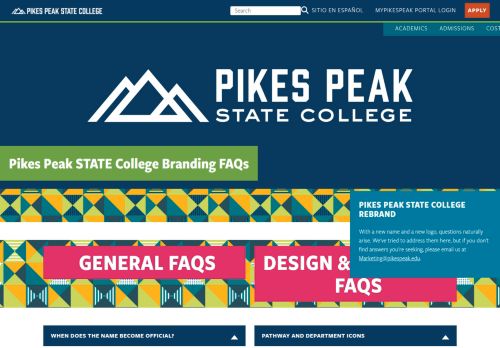 PIKES PEAK STATE COLLEGE
Search
SITIO EN ESPAÑOL
MYPIKESPEAK PORTAL LOGIN
APPLY
ACADEMICS
ADMISSIONS
COST
PIKES PEAK
STATE COLLEGE
Pikes Peak STATE College Branding FAQs
PIKES PEAK STATE COLLEGE
REBRAND
With a new name and a new logo, questions naturally
arise. We've tried to address them here, but if you don't
find answers you're seeking, please email us at
Marketing@pikespeak.edu.
GENERAL FAQS
DESIGN &
FAQS
WHEN DOES THE NAME BECOME OFFICIAL?
PATHWAY AND DEPARTMENT ICONS